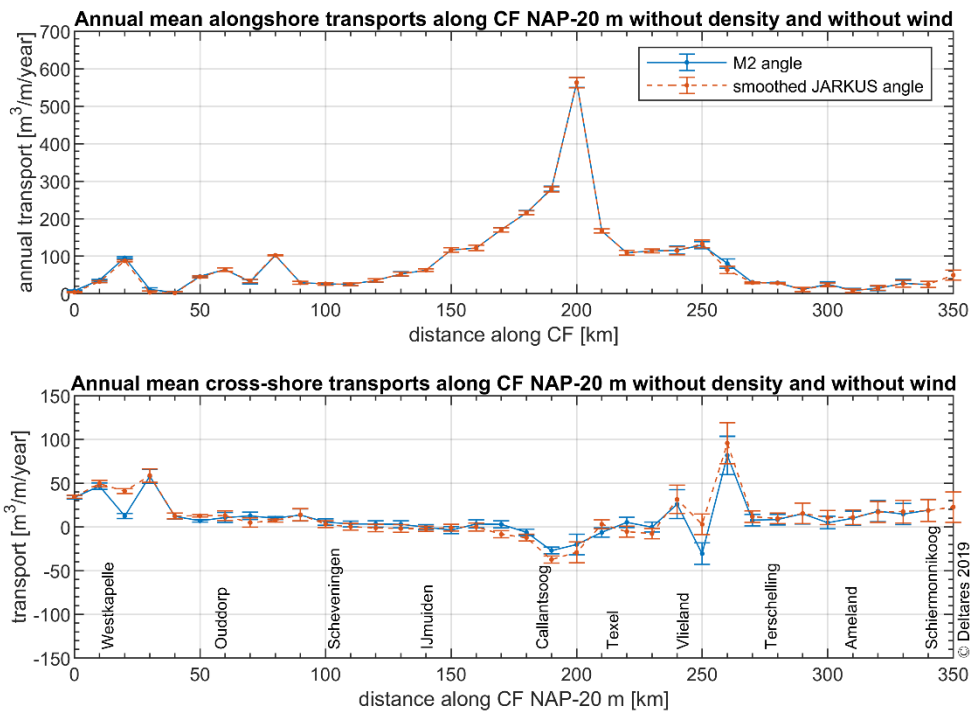 Annual mean alongshore transports along CF NAP-20 m without density and without wind
700
600
500
400
300
200
100
0
annual transport [m³/m/year]
M2 angle
smoothed JARKUS angle
0 50 100 150 200 250 300 350
distance along CF [km]
Annual mean cross-shore transports along CF NAP-20 m without density and without wind
150
100
50
0
-50
-100
-150
transport [m³/m/year]
Westkapelle
Ouddorp
Scheveningen
IJmuiden
Callantsoog
Texel
Vlieland
Terschelling
Ameland
Schiermonnikoog
© Deltares 2019
0 50 100 150 200 250 300 350
distance along CF NAP-20 m [km]